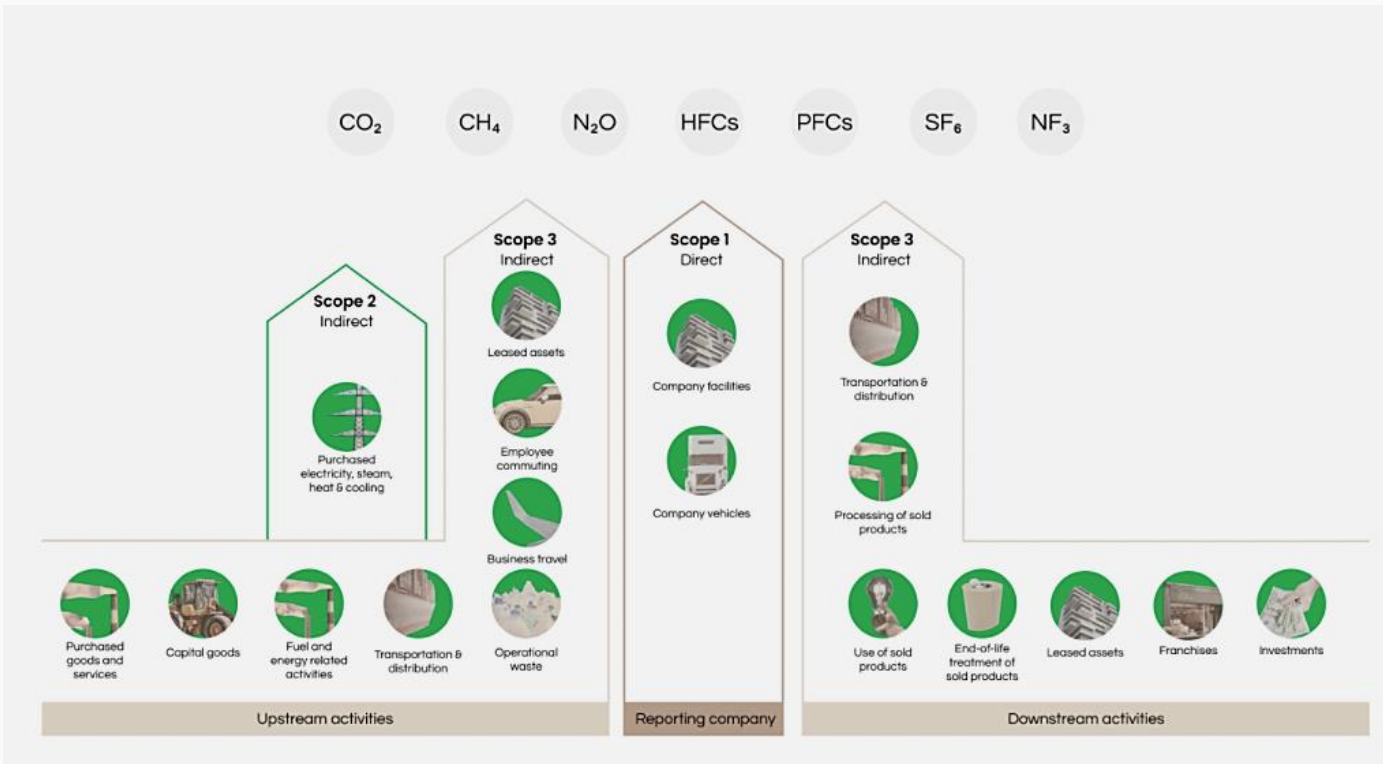 CO₂
CH₄
N₂O
HFCs
PFCs
SF₆
NF₃
Scope 2
Indirect
Purchased
electricity, steam,
heat & cooling
Scope 3
Indirect
Leased assets
Employee
commuting
Business travel
Operational
waste
Purchased
goods and
services
Capital goods
Fuel and
energy related
activities
Transportation &
distribution
Upstream activities
Scope 1
Direct
Company facilities
Company vehicles
Reporting company
Scope 3
Indirect
Transportation &
distribution
Processing of sold
products
Use of sold
products
End-of-life
treatment of
sold products
Leased assets
Franchises
Investments
Downstream activities